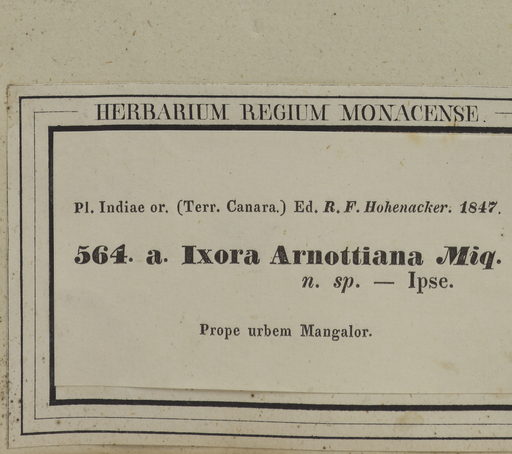 HERBARIUM REGIUM MONACENSE.
Pl. Indiae or. (Terr. Canara.) Ed. R. F. Hohenacker. 1847.
564. a. Ixora Arnottiana Miq.
n. sp. — Ipse.
Prope urbem Mangalor.